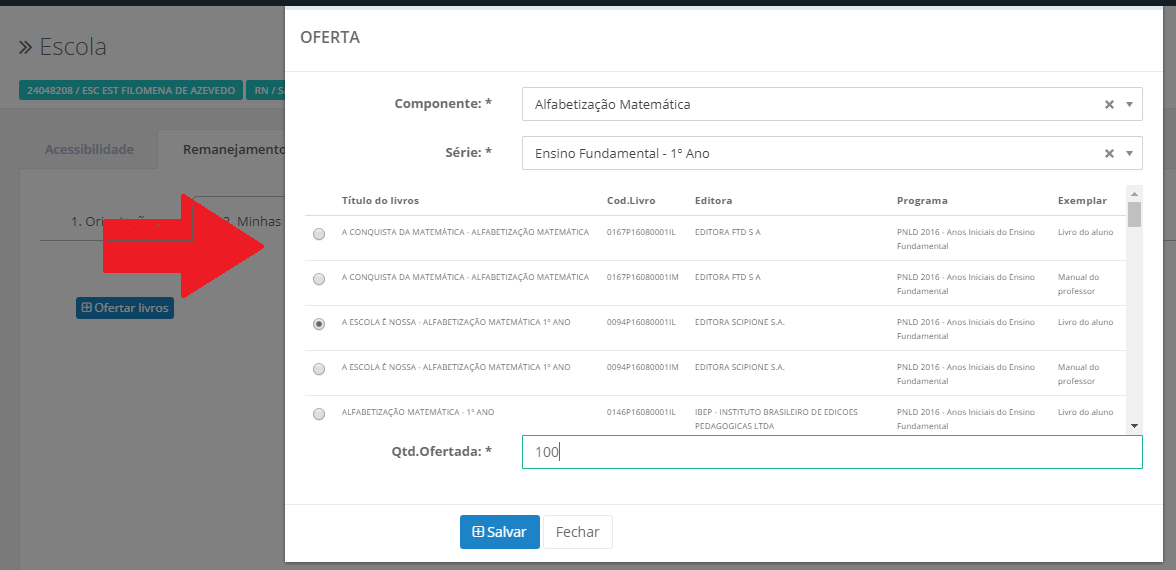 OFERTA
Escola
24048208 / ESC EST FILOMENA DE AZEVEDO RN /
Componente: * Alfabetização Matemática
Acessibilidade Remanejamento
Série: * Ensino Fundamental - 1º Ano
Título do livros Cod.Livro Editora Programa Exemplar
1. 2. Minhas
A CONQUISTA DA MATEMÁTICA - ALFABETIZAÇÃO MATEMÁTICA 0167P16080001IL EDITORA FTD S A PNLD 2016 - Anos Iniciais do Ensino Livro do aluno
Fundamental
A CONQUISTA DA MATEMÁTICA - ALFABETIZAÇÃO MATEMÁTICA 0167P16080001IM EDITORA FTD S A PNLD 2016 - Anos Iniciais do Ensino Manual do
Fundamental professor
Ofertar livros
A ESCOLA É NOSSA - ALFABETIZAÇÃO MATEMÁTICA 1º ANO 0094P16080001IL EDITORA SCIPIONE S.A. PNLD 2016 - Anos Iniciais do Ensino Livro do aluno
Fundamental
A ESCOLA É NOSSA - ALFABETIZAÇÃO MATEMÁTICA 1º ANO 0094P16080001IM EDITORA SCIPIONE S.A. PNLD 2016 - Anos Iniciais do Ensino Manual do
Fundamental professor
ALFABETIZAÇÃO MATEMÁTICA - 1º ANO 0146P16080001IL IBEP - INSTITUTO BRASILEIRO DE EDICOES PNLD 2016 - Anos Iniciais do Ensino Livro do aluno
PEDAGOGICAS LTDA Fundamental
Qtd.Ofertada: * 100
Salvar Fechar